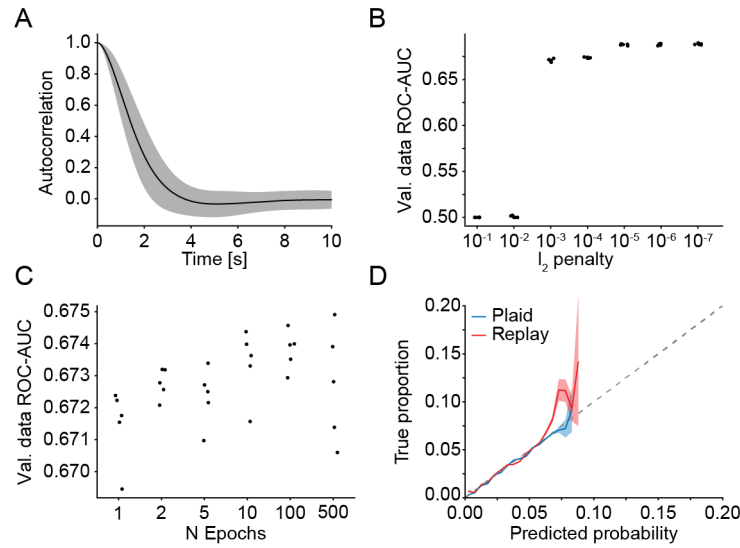 A
Autocorrelation
1.0
0.8
0.6
0.4
0.2
0.0
0 2 4 6 8 10
Time [s]
B
Val. data ROC-AUC
0.65
0.60
0.55
0.50
10-1 10-2 10-3 10-4 10-5 10-6 10-7
l2 penalty
C
Val. data ROC-AUC
0.675
0.674
0.673
0.672
0.671
0.670
1 2 5 10 100 500
N Epochs
D
True proportion
0.20
0.15
0.10
0.05
0.00
Plaid
Replay
0.00 0.05 0.10 0.15 0.20
Predicted probability